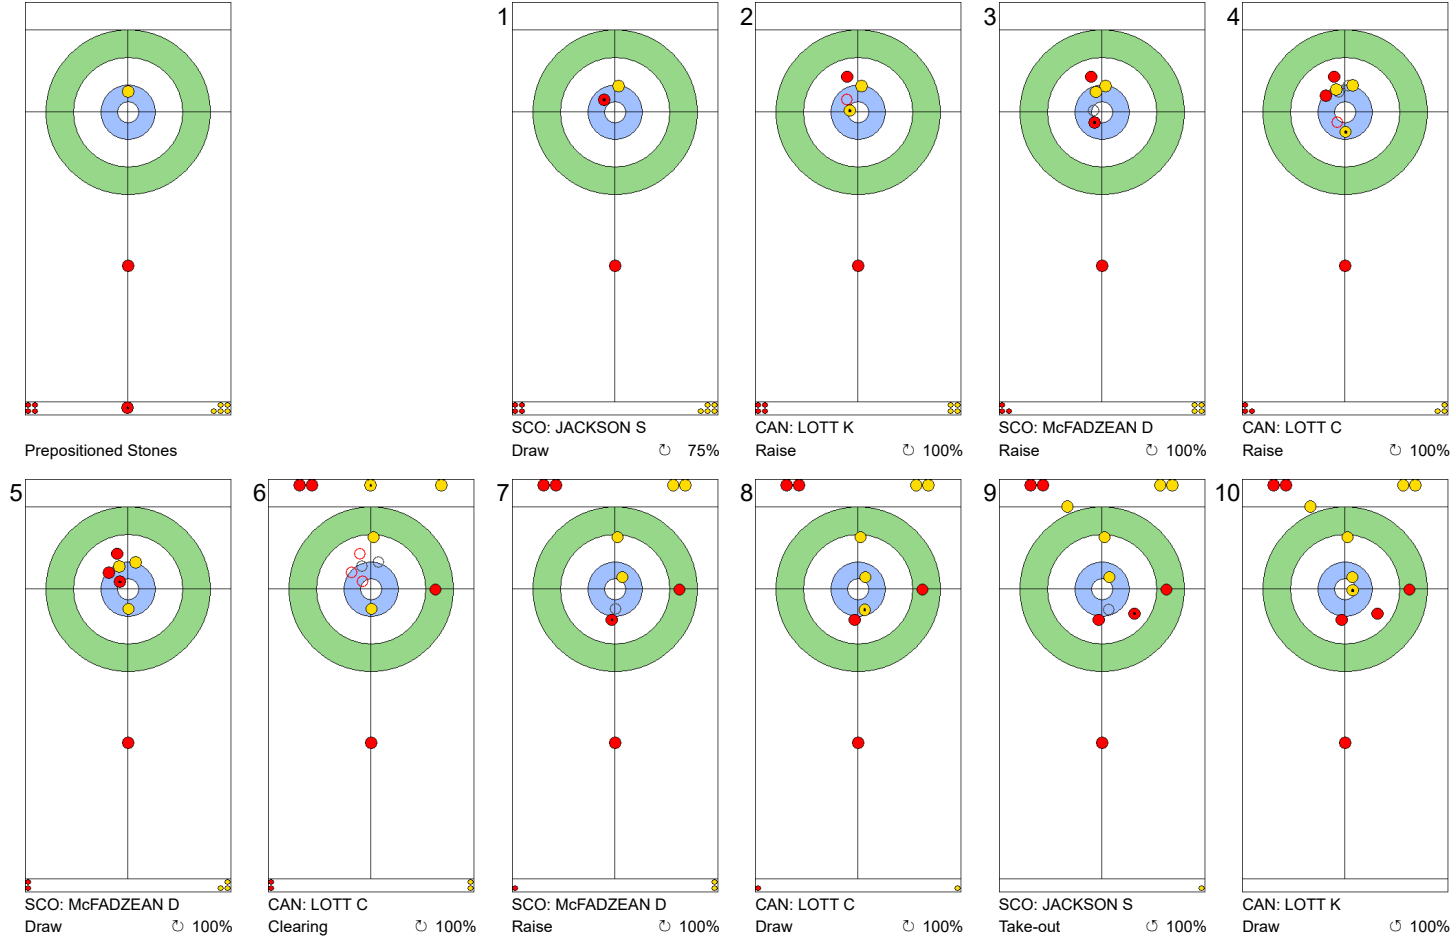 Prepositioned Stones
1
SCO: JACKSON S
Draw ↻ 75%
2
CAN: LOTT K
Raise ↻ 100%
3
SCO: McFADZEAN D
Raise ↻ 100%
4
CAN: LOTT C
Raise ↻ 100%
5
SCO: McFADZEAN D
Draw ↻ 100%
6
CAN: LOTT C
Clearing ↻ 100%
7
SCO: McFADZEAN D
Raise ↻ 100%
8
CAN: LOTT C
Draw ↻ 100%
9
SCO: JACKSON S
Take-out ↺ 100%
10
CAN: LOTT K
Draw ↺ 100%